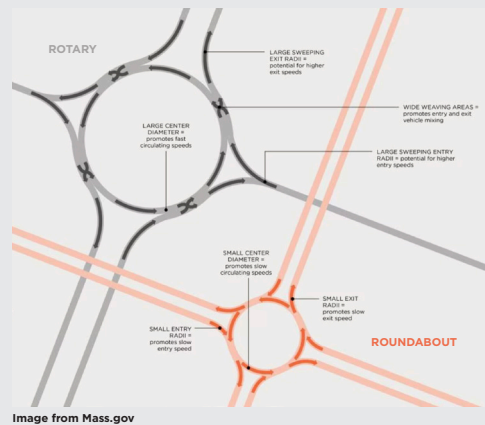 ROTARY
LARGE SWEEPING
EXIT RADII =
potential for higher
exit speeds
WIDE WEAVING AREAS =
promotes entry and exit
vehicle mixing
LARGE CENTER
DIAMETER =
promotes fast
circulating speeds
LARGE SWEEPING ENTRY
RADII = potential for higher
entry speeds
SMALL CENTER
DIAMETER =
promotes slow
circulating speeds
SMALL EXIT
RADII =
promotes slow
exit speed
SMALL ENTRY
RADII =
promotes slow
entry speed
ROUNDABOUT
Image from Mass.gov